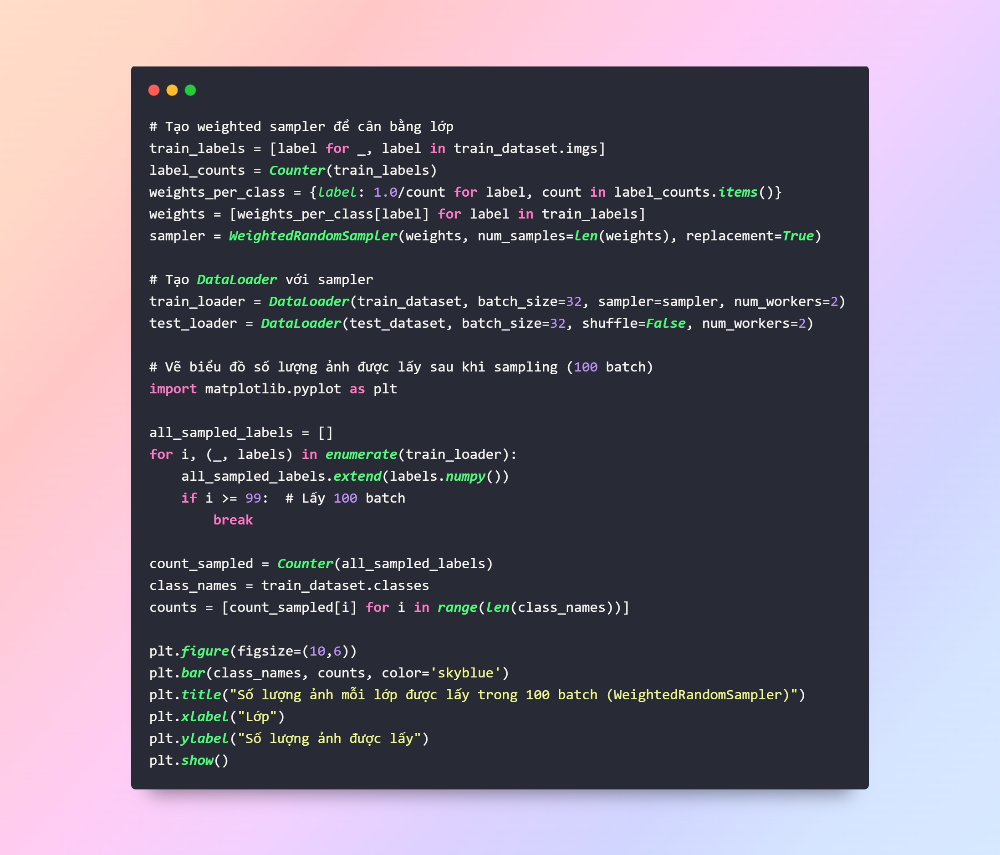 # Tạo weighted sampler để cân bằng lớp
train_labels = [label for _, label in train_dataset.imgs]
label_counts = Counter(train_labels)
weights_per_class = {label: 1.0/count for label, count in label_counts.items()}
weights = [weights_per_class[label] for label in train_labels]
sampler = WeightedRandomSampler(weights, num_samples=len(weights), replacement=True)
# Tạo DataLoader với sampler
train_loader = DataLoader(train_dataset, batch_size=32, sampler=sampler, num_workers=2)
test_loader = DataLoader(test_dataset, batch_size=32, shuffle=False, num_workers=2)
# Vẽ biểu đồ số lượng ảnh được lấy sau khi sampling (100 batch)
import matplotlib.pyplot as plt
all_sampled_labels = []
for i, (_, labels) in enumerate(train_loader):
    all_sampled_labels.extend(labels.numpy())
    if i >= 99:  # Lấy 100 batch
        break
count_sampled = Counter(all_sampled_labels)
class_names = train_dataset.classes
counts = [count_sampled[i] for i in range(len(class_names))]
plt.figure(figsize=(10,6))
plt.bar(class_names, counts, color='skyblue')
plt.title("Số lượng ảnh mỗi lớp được lấy trong 100 batch (WeightedRandomSampler)")
plt.xlabel("Lớp")
plt.ylabel("Số lượng ảnh được lấy")
plt.show()